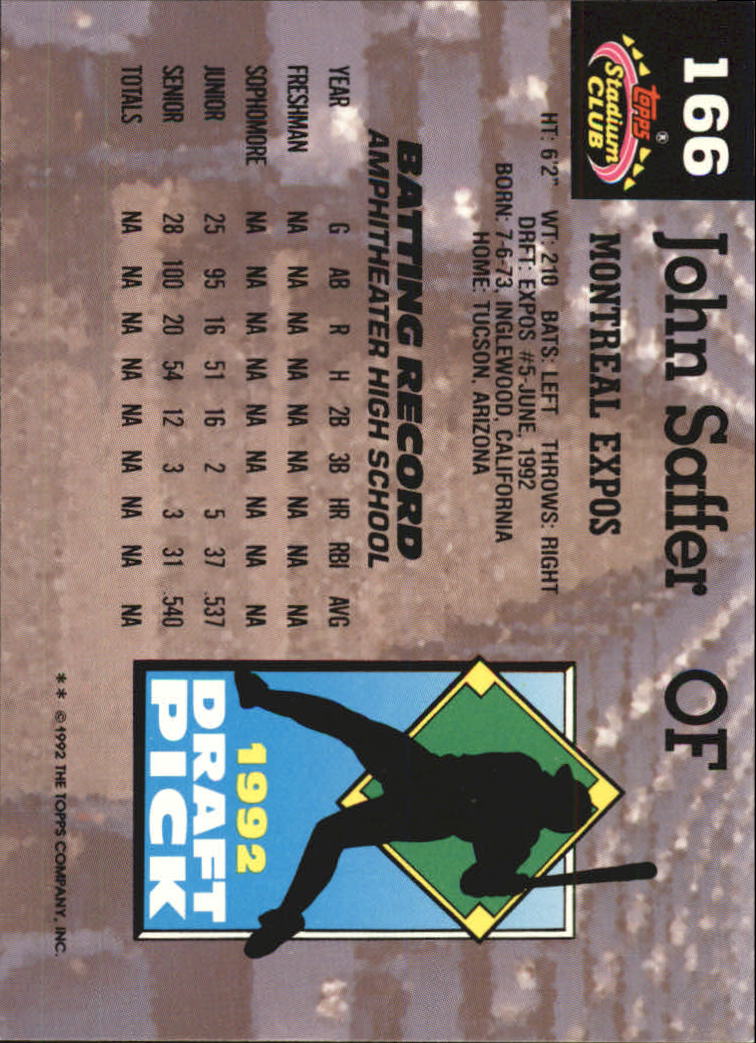 166
topps®
Stadium
CLUB
John Saffer OF
MONTREAL EXPOS
HT: 6'2" WT: 210 BATS: LEFT THROWS: RIGHT
DRFT: EXPOS #5-JUNE, 1992
BORN: 7-6-73, INGLEWOOD, CALIFORNIA
HOME: TUCSON, ARIZONA
BATTING RECORD
AMPHITHEATER HIGH SCHOOL
YEAR G AB R H 2B 3B HR RBI AVG
FRESHMAN NA NA NA NA NA NA NA NA NA
SOPHOMORE NA NA NA NA NA NA NA NA NA
JUNIOR 25 95 16 51 16 2 5 37 .537
SENIOR 28 100 20 54 12 3 3 31 .540
TOTALS NA NA NA NA NA NA NA NA NA
1992
DRAFT
PICK
** © 1992 THE TOPPS COMPANY, INC.